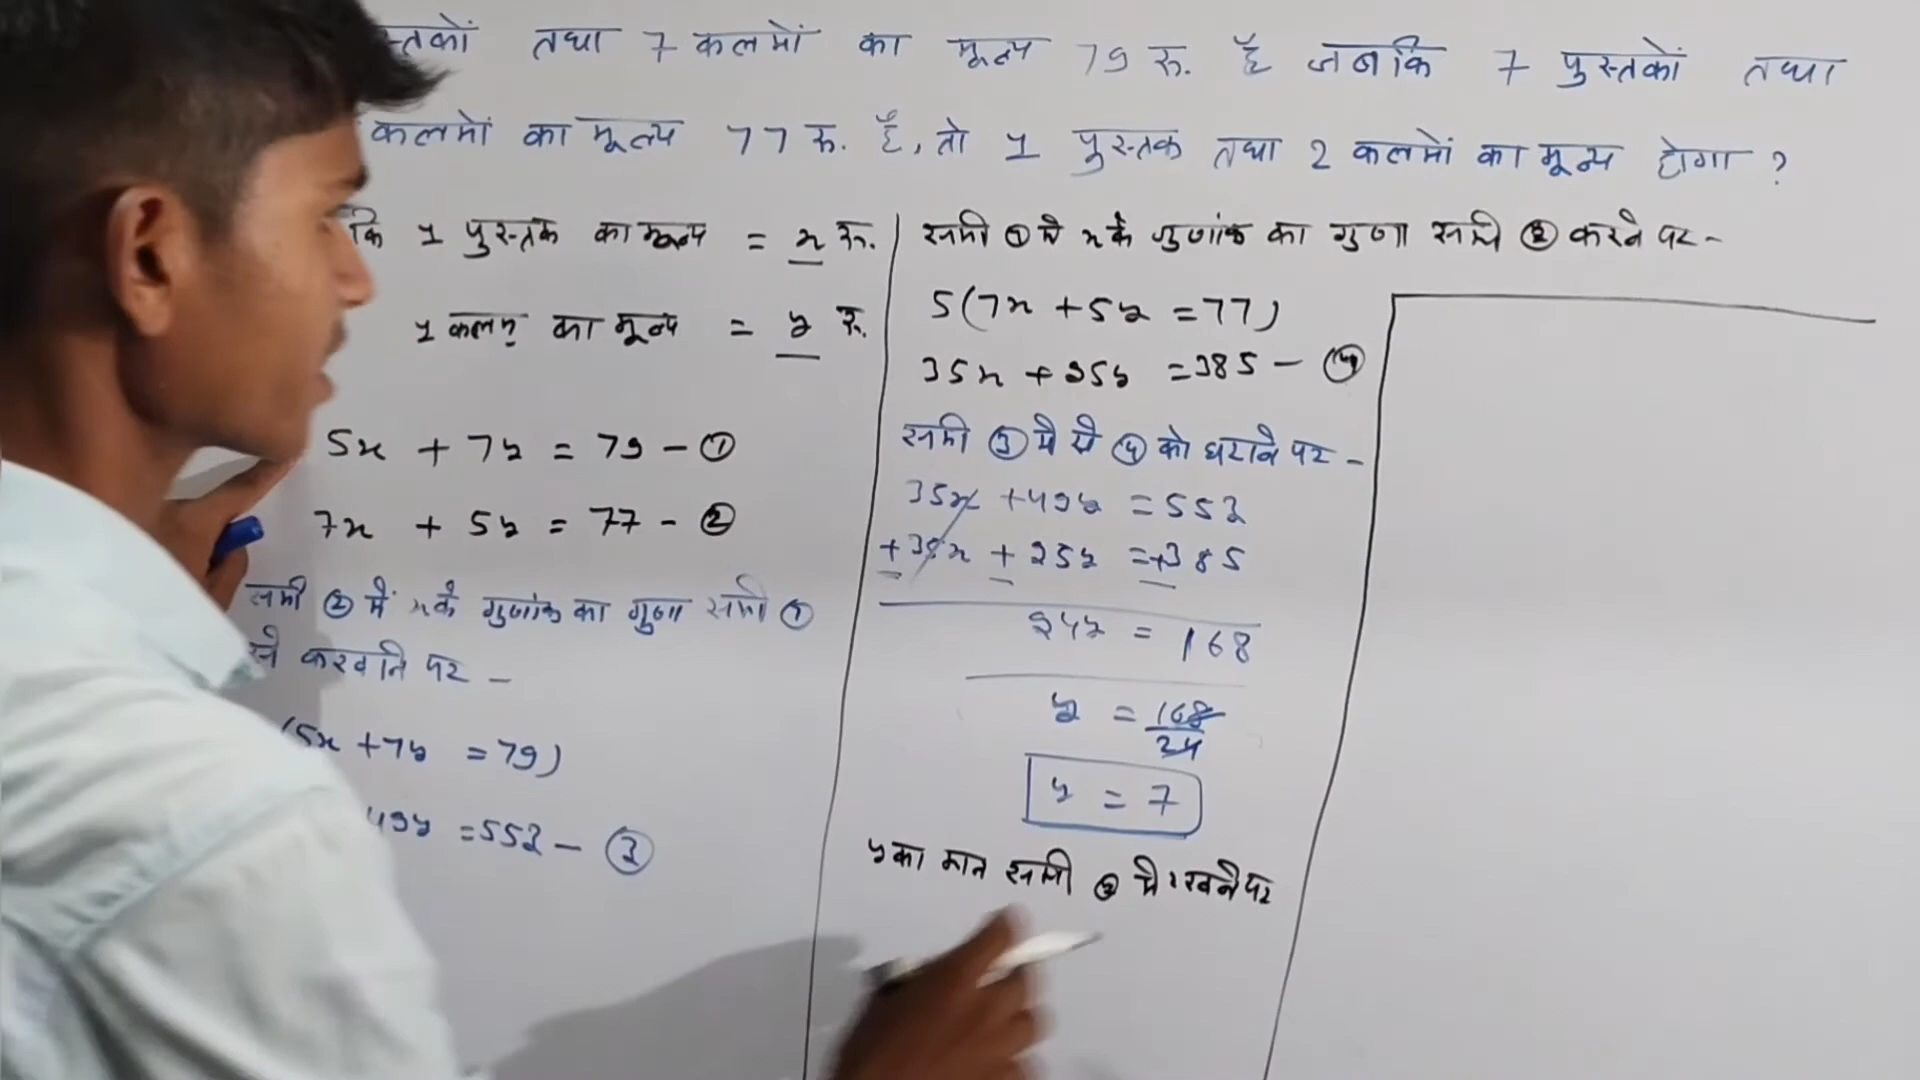 तथा 7 कलमों का मूल्य 79 रु. है जबकि 7 पुस्तकों तथा
कलमों का मूल्य 77 रु. है, तो 1 पुस्तक तथा 2 कलमों का मूल्य होगा ?
कि 1 पुस्तक का मूल्य = x रु.
1 कलम का मूल्य = y रु.
5x + 7y = 79 - ①
7x + 5y = 77 - ②
समी ② में x के गुणांक का गुणा समी ①
से करवाने पर -
(5x + 7y = 79)
49y = 553 - ③
समी ① मे x के गुणांक का गुणा समी ② करने पर -
5(7x + 5y = 77)
35x + 25y = 385 - ④
समी ③ में से ④ को घटाने पर -
35x + 49y = 553
+ 35x + 25y = +385
24y = 168
y = 168/24
y = 7
y का मान समी ② मे रखने पर